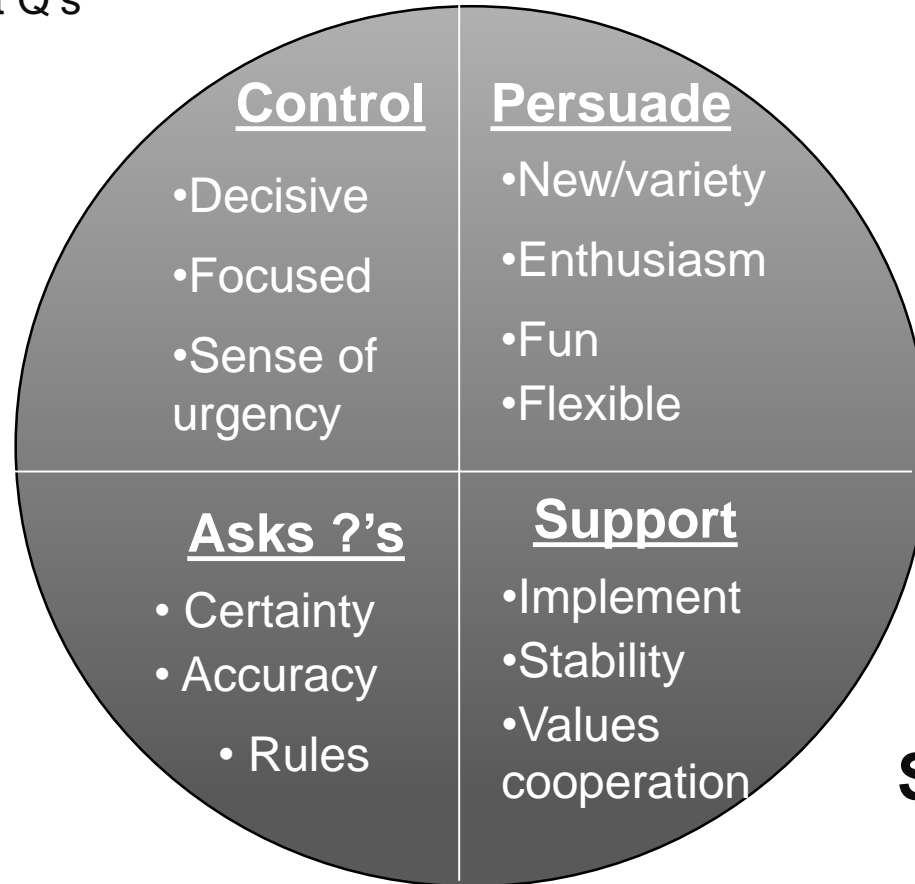 Q's
Control
•Decisive
•Focused
•Sense of
urgency
Persuade
•New/variety
•Enthusiasm
•Fun
•Flexible
Asks ?'s
• Certainty
• Accuracy
• Rules
Support
•Implement
•Stability
•Values
cooperation
S